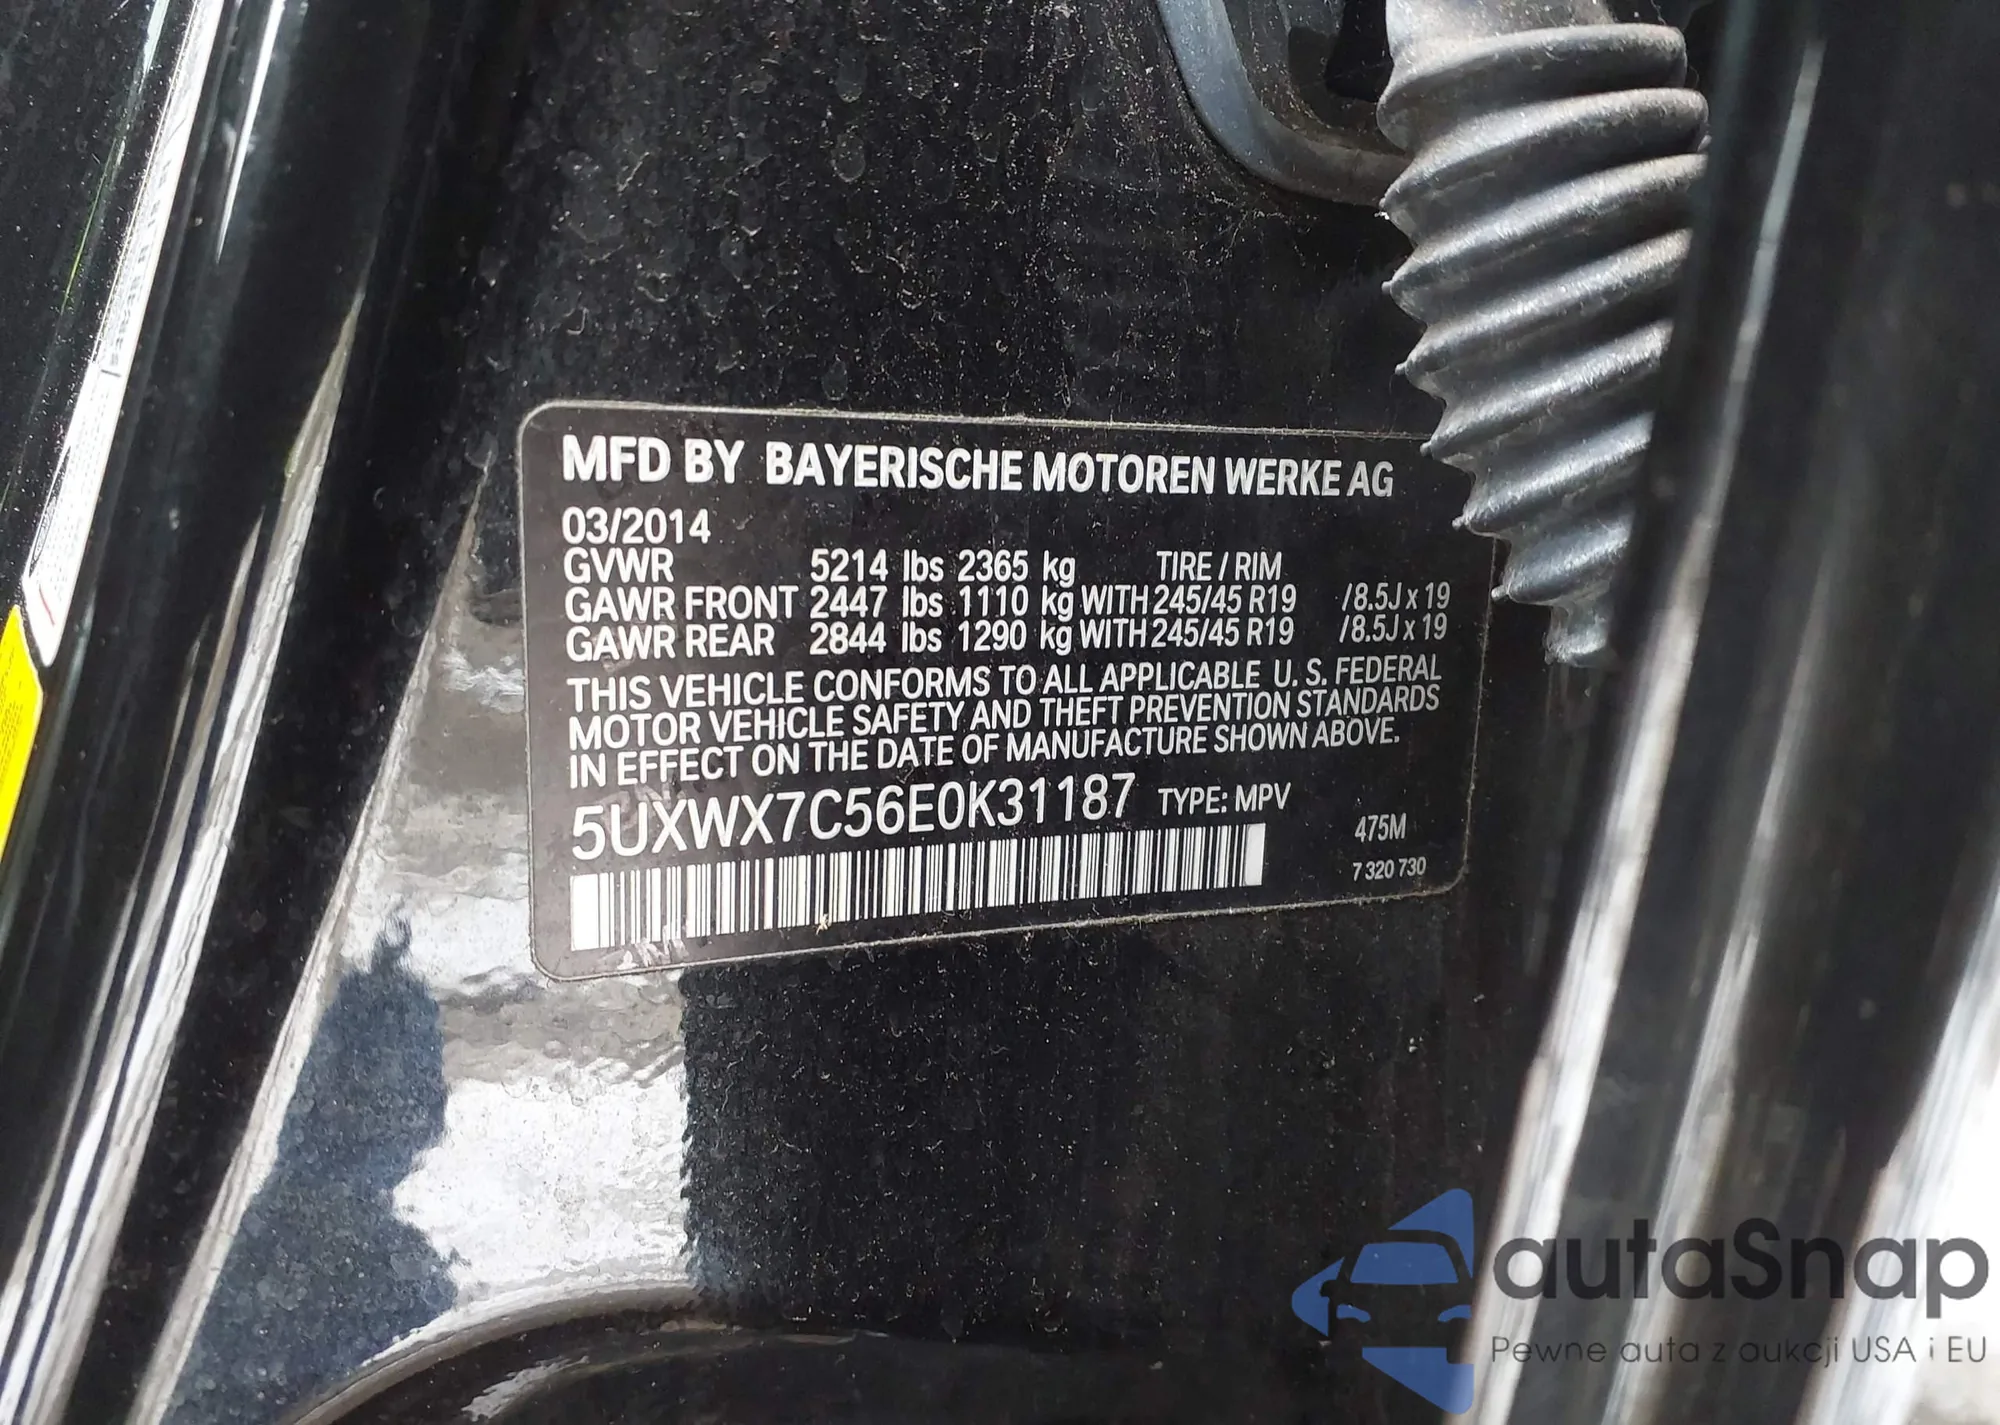 MFD BY BAYERISCHE MOTOREN WERKE AG
03/2014
GVWR 5214 lbs 2365 kg TIRE / RIM
GAWR FRONT 2447 lbs 1110 kg WITH 245/45 R19 /8.5J x 19
GAWR REAR 2844 lbs 1290 kg WITH 245/45 R19 /8.5J x 19
THIS VEHICLE CONFORMS TO ALL APPLICABLE U. S. FEDERAL
MOTOR VEHICLE SAFETY AND THEFT PREVENTION STANDARDS
IN EFFECT ON THE DATE OF MANUFACTURE SHOWN ABOVE.
5UXWX7C56E0K31187 TYPE: MPV
475M
7 320 730
autaSnap
Pewne auta z aukcji USA i EU